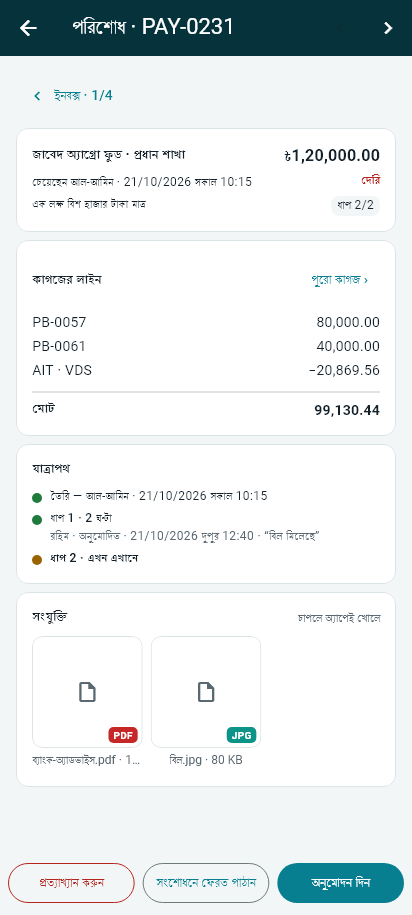 পরিশোধ · PAY-0231
ইনবক্স · 1/4
জাবেদ অ্যাগ্রো ফুড · প্রধান শাখা
৳1,20,000.00
চেয়েছেন আল-আমিন · 21/10/2026 সকাল 10:15
দেরি
এক লক্ষ বিশ হাজার টাকা মাত্র
ধাপ 2/2
কাগজের লাইন
পুরো কাগজ ›
PB-0057
80,000.00
PB-0061
40,000.00
AIT · VDS
−20,869.56
মোট
99,130.44
যাত্রাপথ
তৈরি — আল-আমিন · 21/10/2026 সকাল 10:15
ধাপ 1 · 2 ঘণ্টা
রহিম · অনুমোদিত · 21/10/2026 দুপুর 12:40 · “বিল মিলেছে”
ধাপ 2 · এখন এখানে
সংযুক্তি
চাপলে অ্যাপেই খোলে
PDF
JPG
ব্যাংক-অ্যাডভাইস.pdf · 1…
বিল.jpg · 80 KB
প্রত্যাখ্যান করুন
সংশোধনে ফেরত পাঠান
অনুমোদন দিন